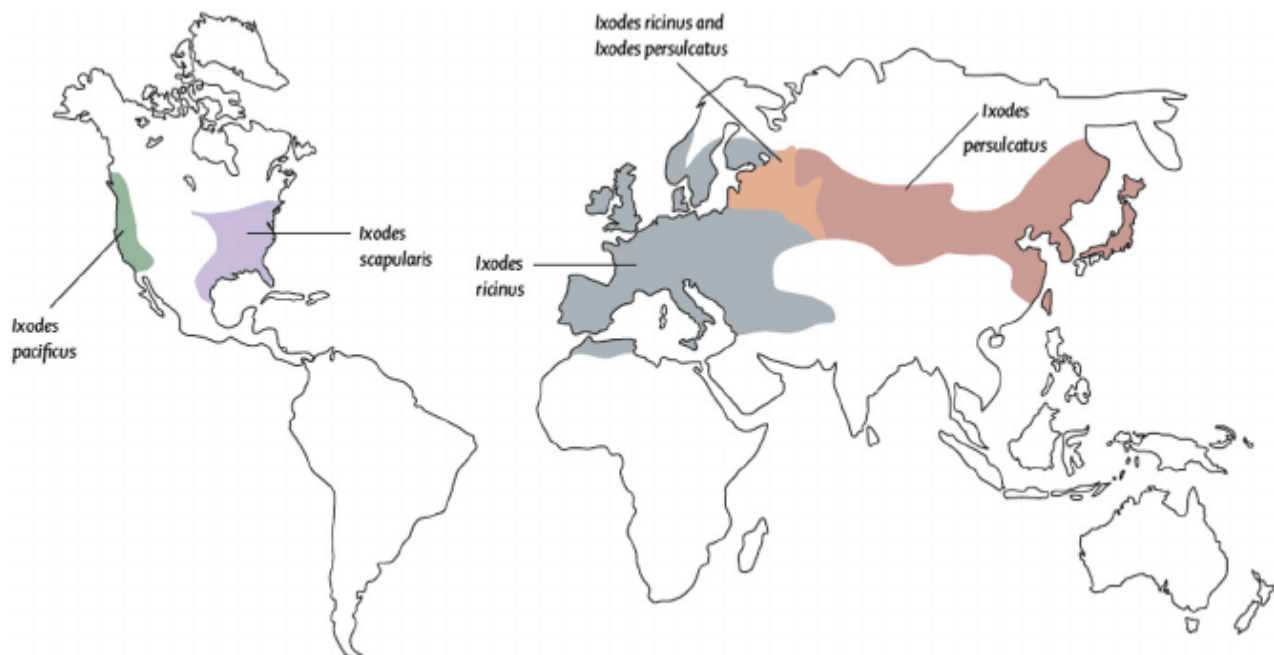 Ixodes ricinus and
Ixodes persulcatus
Ixodes
persulcatus
Ixodes
scapularis
Ixodes
ricinus
Ixodes
pacificus